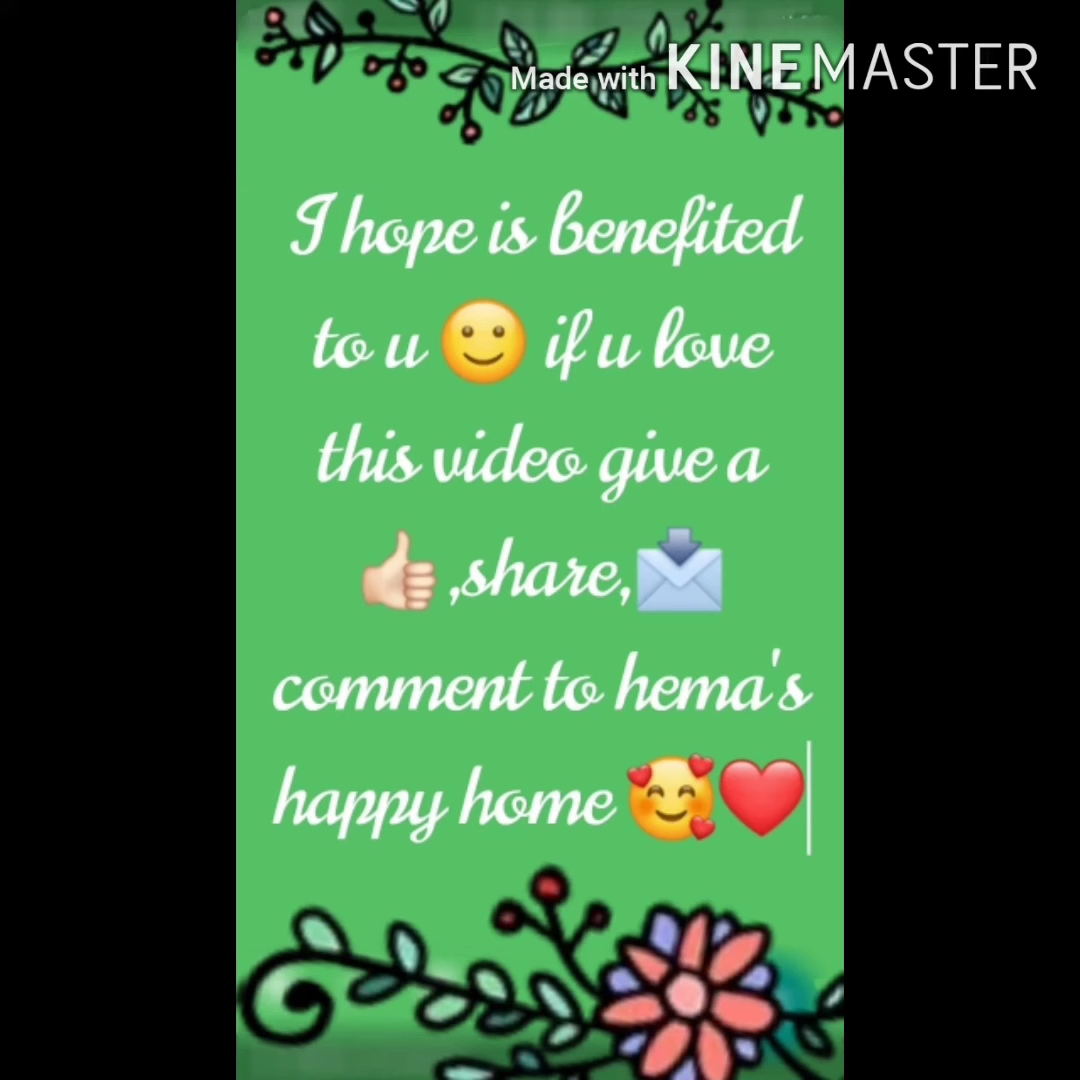 Made with KINEMASTER
I hope is benefited
to u 🙂 if u love
this video give a
👍🏻 ,share,📩
comment to hema's
happy home 🥰❤️